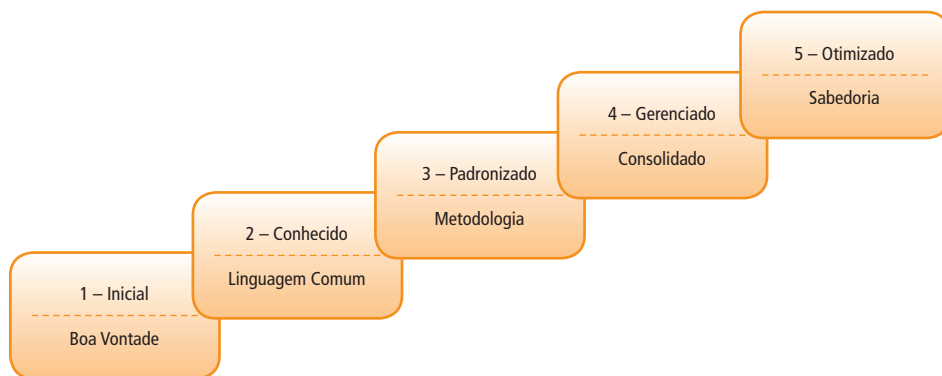 1 – Inicial
Boa Vontade
2 – Conhecido
Linguagem Comum
3 – Padronizado
Metodologia
4 – Gerenciado
Consolidado
5 – Otimizado
Sabedoria